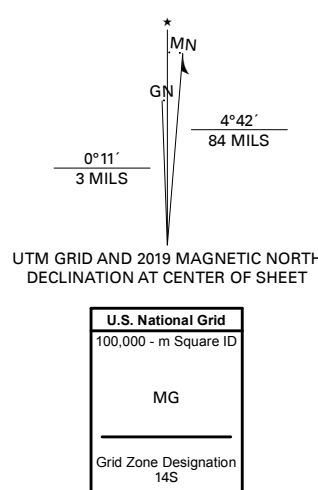 ★
MN
GN
4°42´
84 MILS
0°11´
3 MILS
UTM GRID AND 2019 MAGNETIC NORTH
DECLINATION AT CENTER OF SHEET
U.S. National Grid
100,000 - m Square ID
MG
Grid Zone Designation
14S